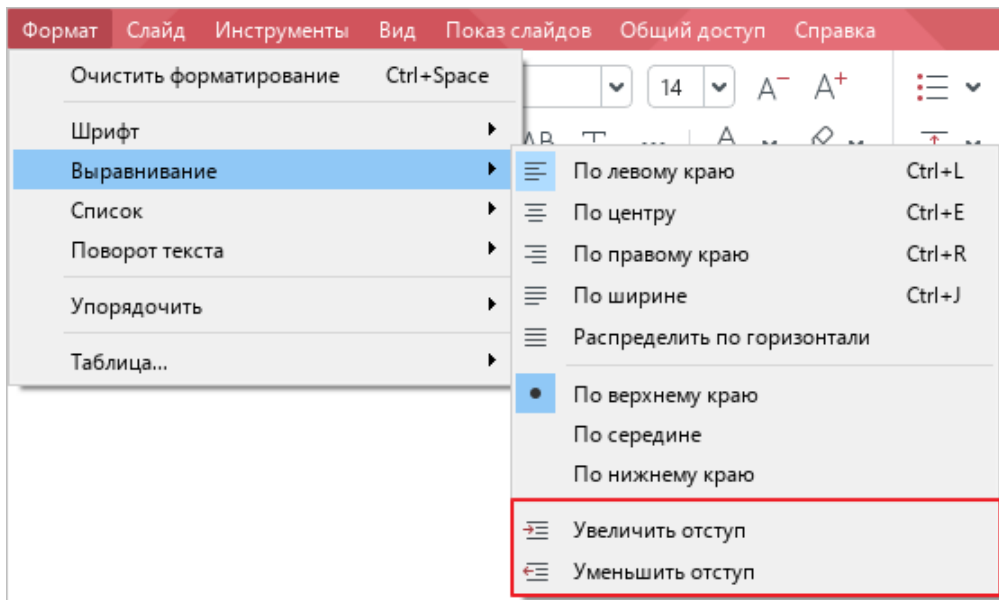 Формат Слайд Инструменты Вид Показ слайдов Общий доступ Справка
Очистить форматирование Ctrl+Space
14 A⁻ A⁺
Шрифт
Выравнивание
Список
Поворот текста
Упорядочить
Таблица...
По левому краю Ctrl+L
По центру Ctrl+E
По правому краю Ctrl+R
По ширине Ctrl+J
Распределить по горизонтали
По верхнему краю
По середине
По нижнему краю
Увеличить отступ
Уменьшить отступ